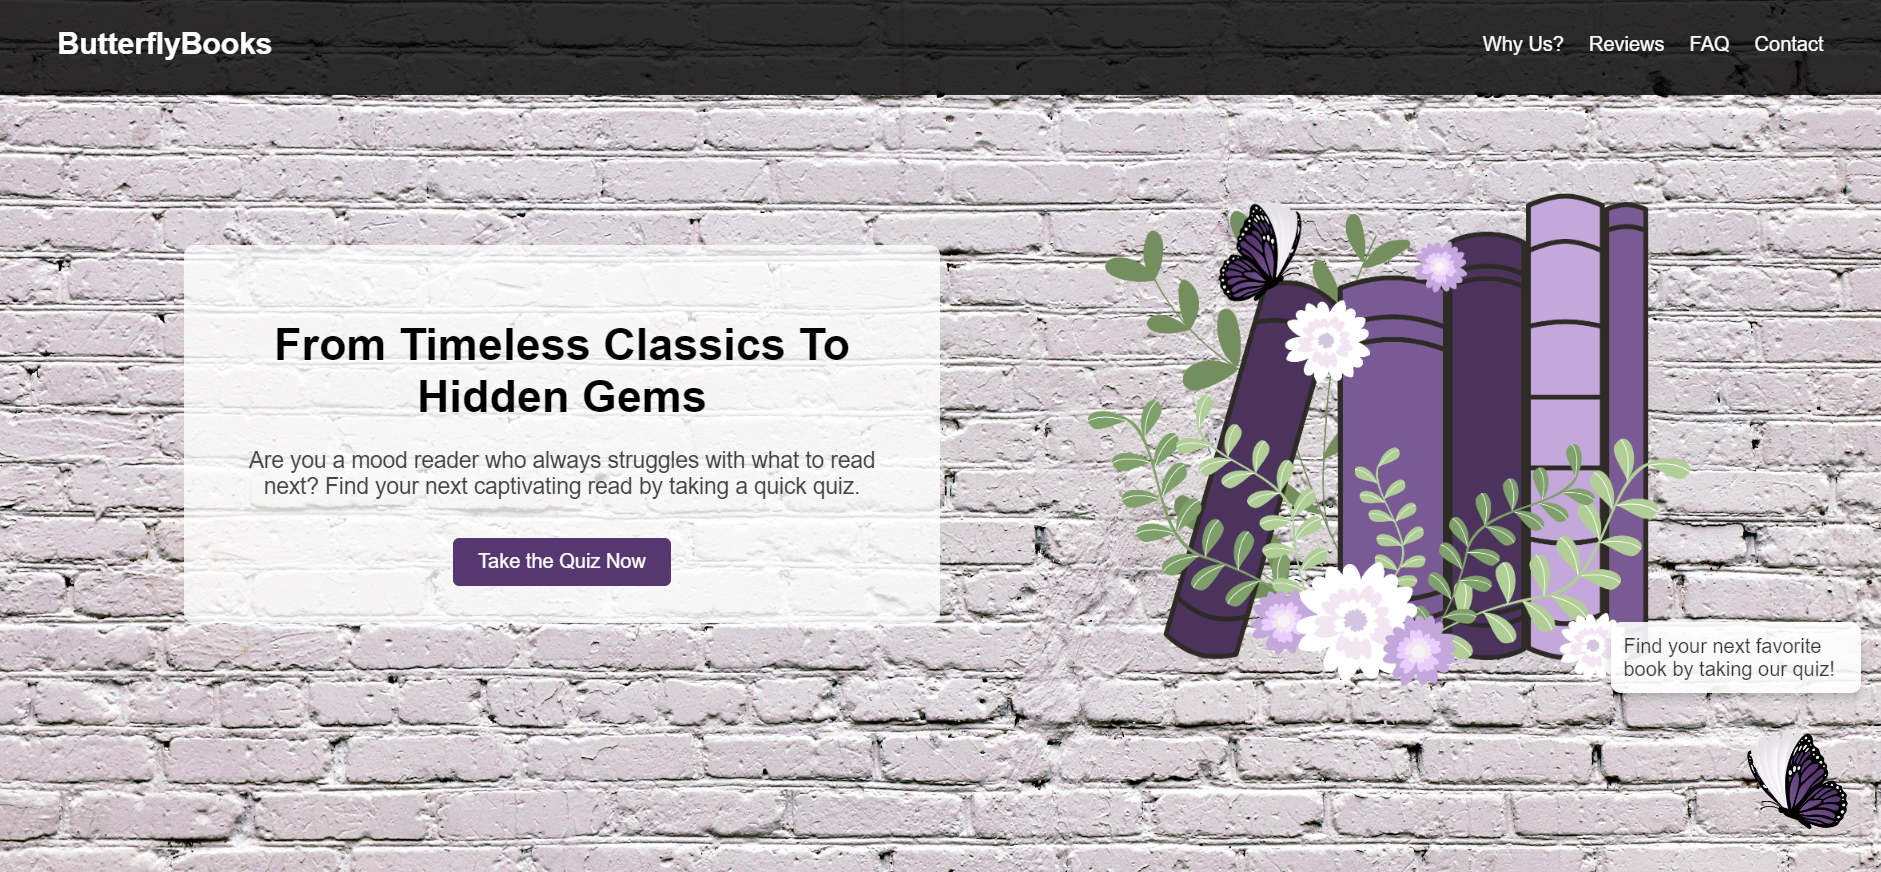 ButterflyBooks
Why Us? Reviews FAQ Contact
From Timeless Classics To
Hidden Gems
Are you a mood reader who always struggles with what to read
next? Find your next captivating read by taking a quick quiz.
Take the Quiz Now
Find your next favorite
book by taking our quiz!